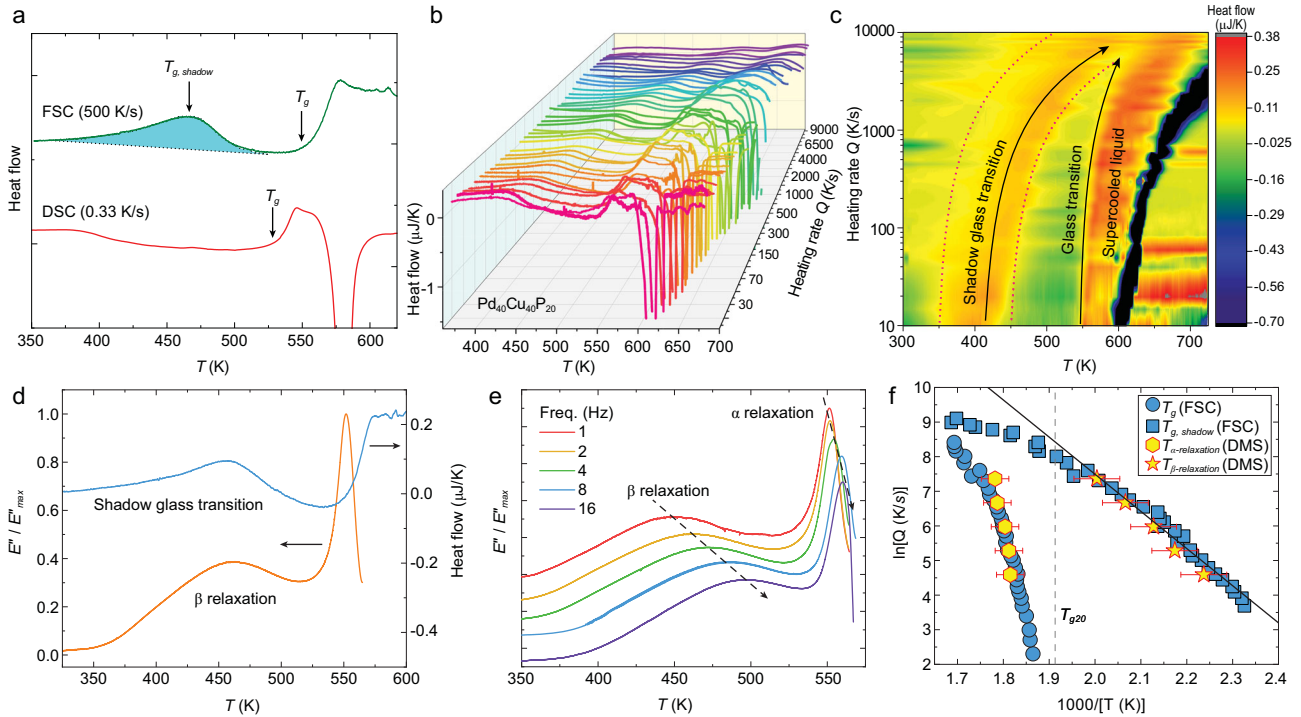 a
T_g, shadow
T_g
FSC (500 K/s)
DSC (0.33 K/s)
T_g
Heat flow
350 400 450 500 550 600
T (K)
b
0
-1
Heat flow (µJ/K)
Pd40Cu40P20
400 450 500 550 600 650 700
T (K)
30
70
150
300
500
1000
2000
4000
6500
9000
Heating rate Q (K/s)
c
10000
1000
100
10
Heating rate Q (K/s)
Shadow glass transition
Glass transition
Supercooled liquid
300 400 500 600 700
T (K)
Heat flow
(µJ/K)
0.38
0.25
0.11
-0.025
-0.16
-0.29
-0.43
-0.56
-0.70
d
1.0
0.8
0.6
0.4
0.2
0.0
E'' / E''max
Shadow glass transition
β relaxation
0.2
0.0
-0.2
-0.4
Heat flow (µJ/K)
350 400 450 500 550 600
T (K)
e
Freq. (Hz)
1
2
4
8
16
α relaxation
β relaxation
E'' / E''max
350 400 450 500 550
T (K)
f
10
9
8
7
6
5
4
3
2
ln[Q (K/s)]
T_g (FSC)
T_g, shadow (FSC)
T_α-relaxation (DMS)
T_β-relaxation (DMS)
T_g20
1.7 1.8 1.9 2.0 2.1 2.2 2.3 2.4
1000/[T (K)]